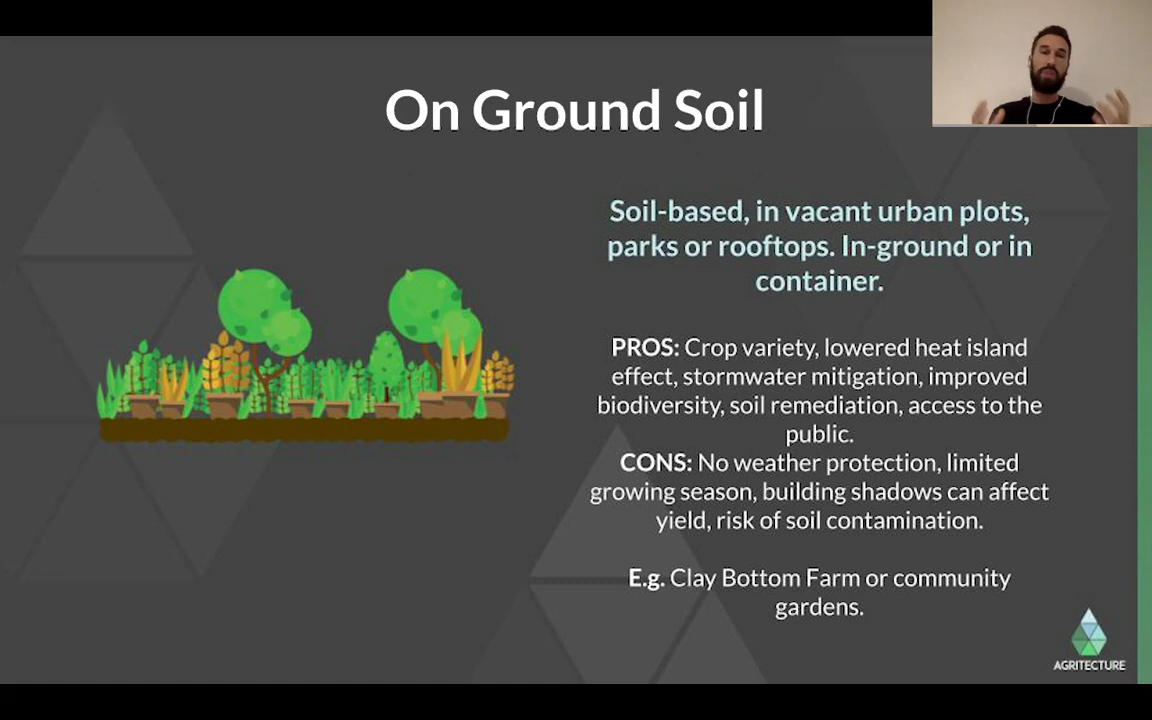 On Ground Soil
Soil-based, in vacant urban plots,
parks or rooftops. In-ground or in
container.
PROS: Crop variety, lowered heat island
effect, stormwater mitigation, improved
biodiversity, soil remediation, access to the
public.
CONS: No weather protection, limited
growing season, building shadows can affect
yield, risk of soil contamination.
E.g. Clay Bottom Farm or community
gardens.
AGRITECTURE